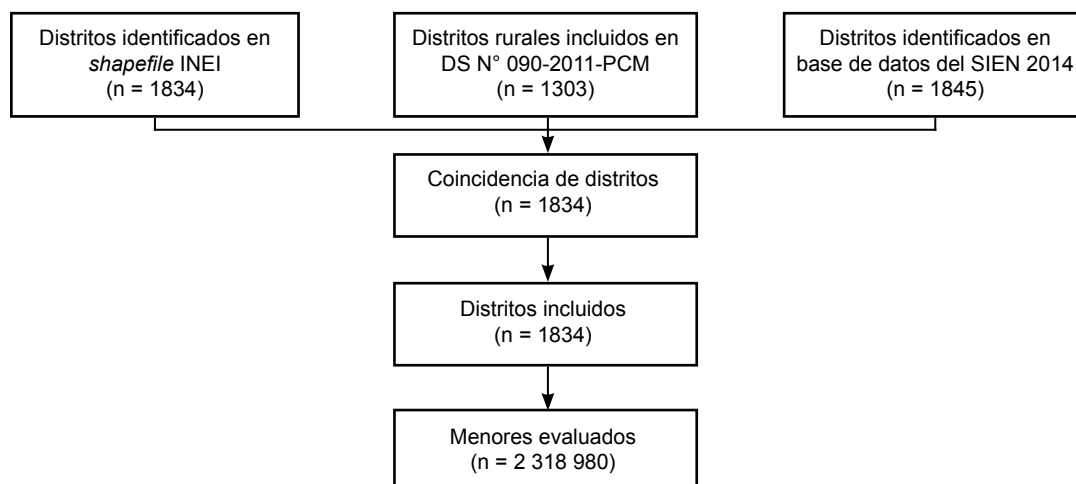 Distritos identificados en
shapefile INEI
(n = 1834)
Distritos rurales incluidos en
DS N° 090-2011-PCM
(n = 1303)
Distritos identificados en
base de datos del SIEN 2014
(n = 1845)
Coincidencia de distritos
(n = 1834)
Distritos incluidos
(n = 1834)
Menores evaluados
(n = 2 318 980)